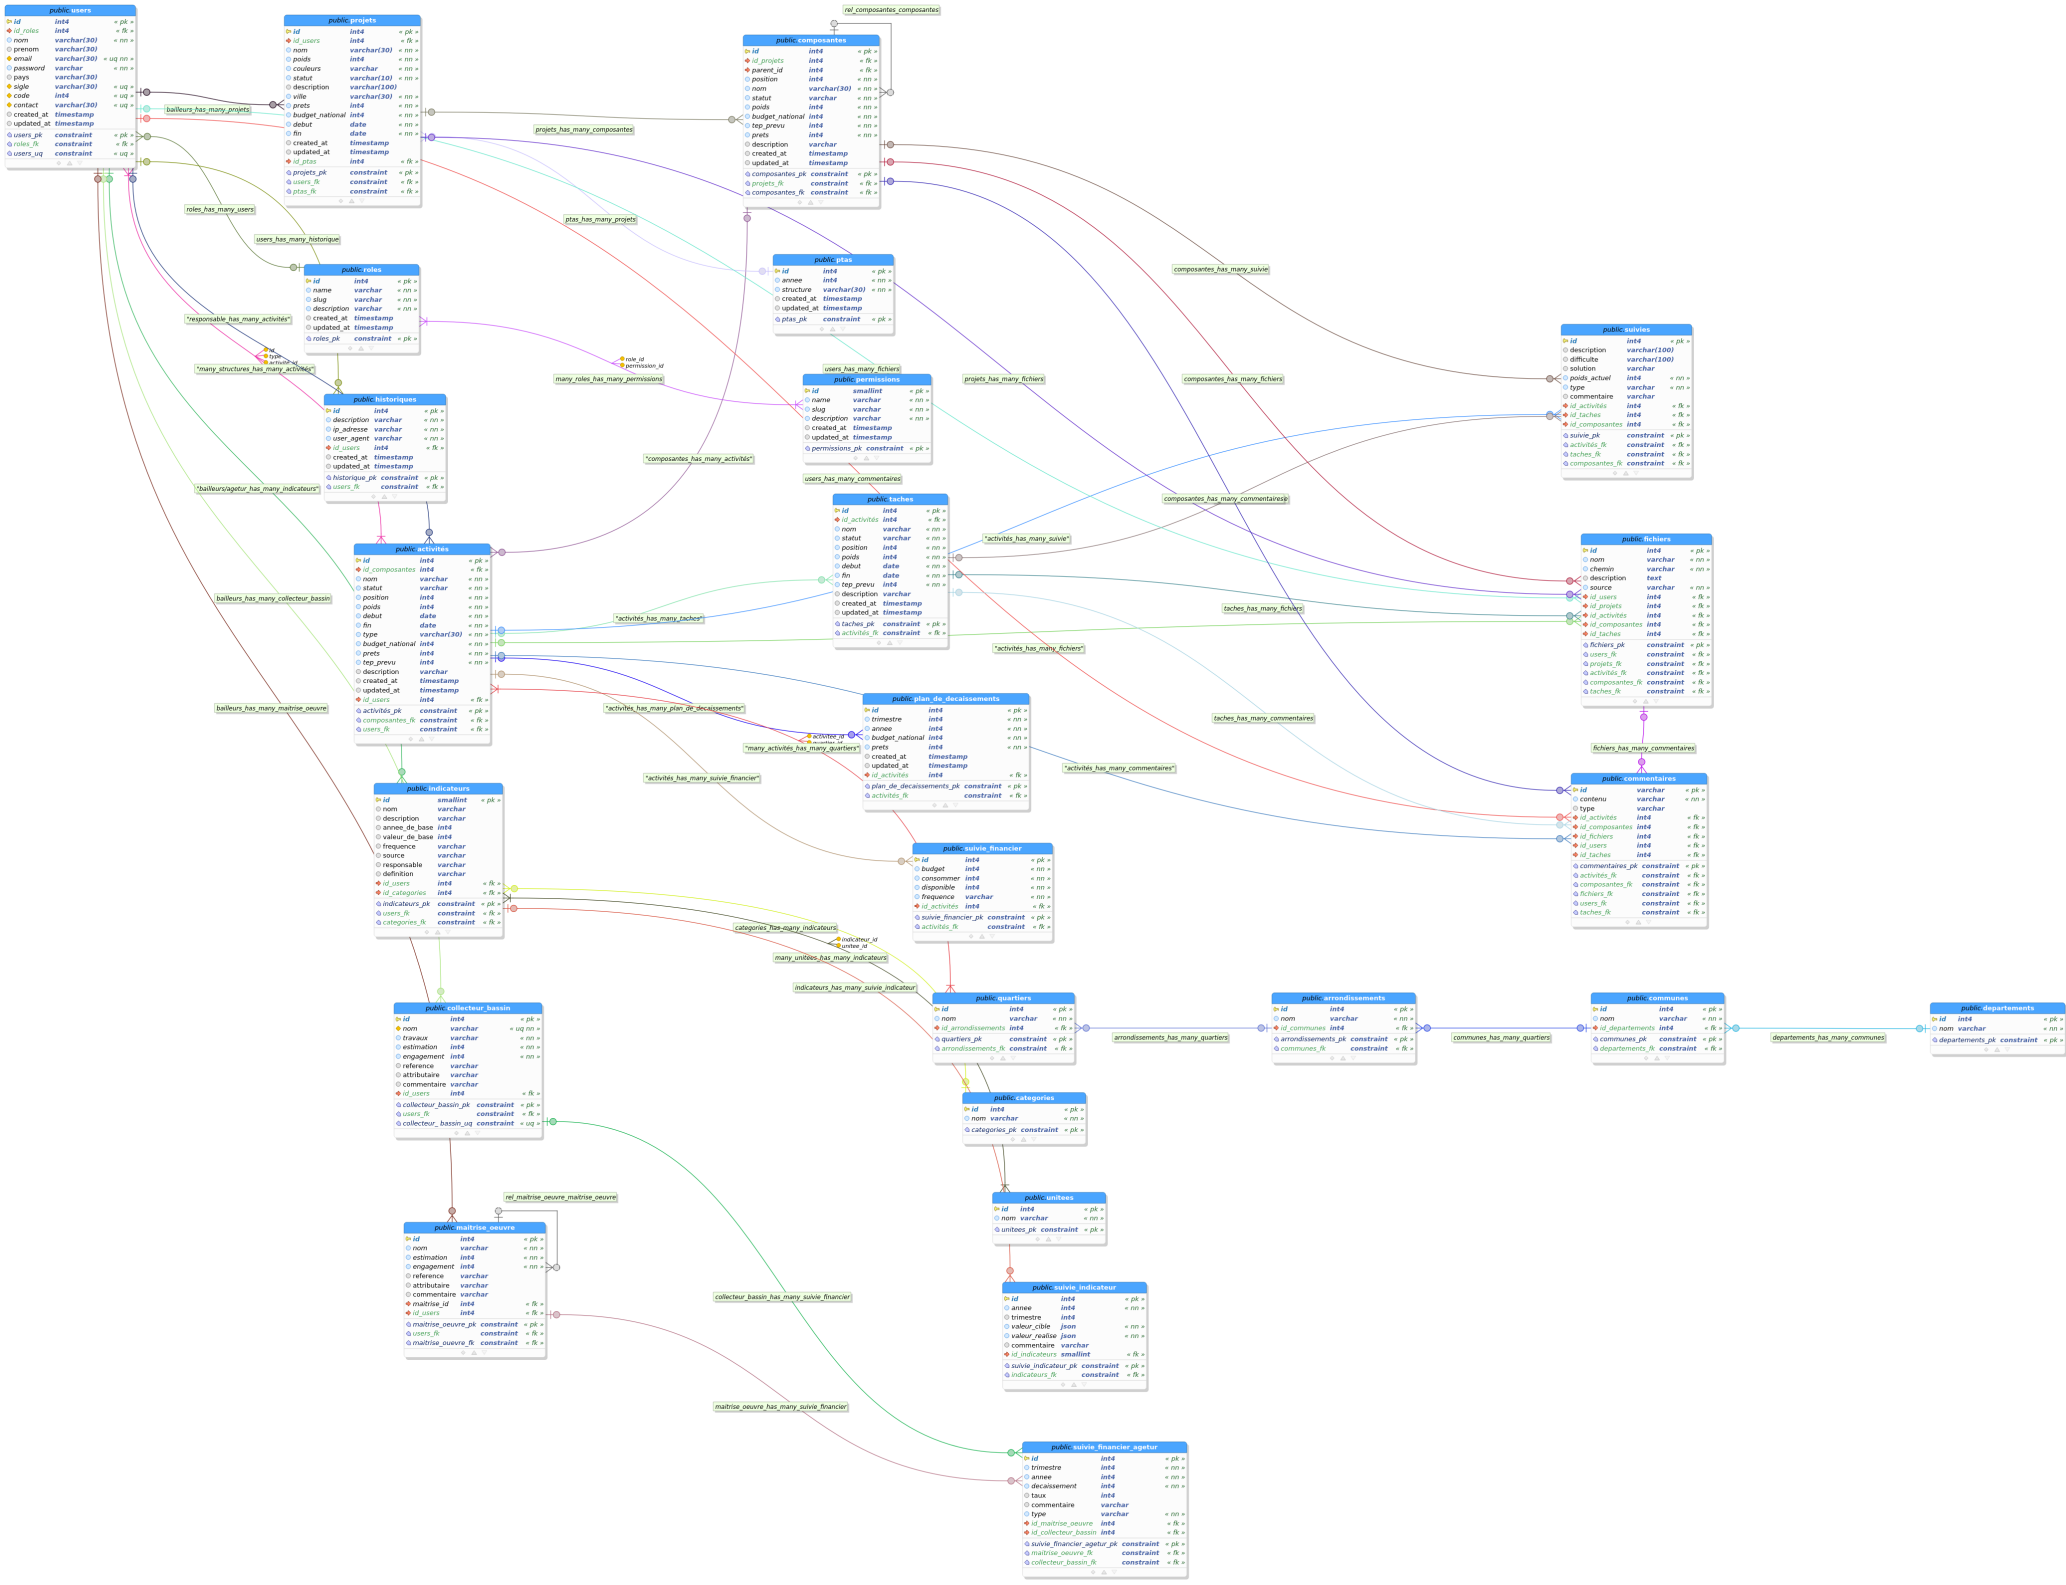 public.users
id int4 « pk »
id_roles int4 « fk »
nom varchar(30) « nn »
prenom varchar(30)
email varchar(30) « uq nn »
password varchar « nn »
pays varchar(30)
sigle varchar(30) « uq »
code int4 « uq »
contact varchar(30) « uq »
created_at timestamp
updated_at timestamp
users_pk constraint « pk »
roles_fk constraint « fk »
users_uq constraint « uq »
public.projets
id int4 « pk »
id_users int4 « fk »
nom varchar(30) « nn »
poids int4 « nn »
couleurs varchar « nn »
statut varchar(10) « nn »
description varchar(100)
ville varchar(30) « nn »
prets int4 « nn »
budget_national int4 « nn »
debut date « nn »
fin date « nn »
created_at timestamp
updated_at timestamp
id_ptas int4 « fk »
projets_pk constraint « pk »
users_fk constraint « fk »
ptas_fk constraint « fk »
rel_composantes_composantes
public.composantes
id int4 « pk »
id_projets int4 « fk »
parent_id int4 « fk »
position int4 « nn »
nom varchar(30) « nn »
statut varchar « nn »
poids int4 « nn »
budget_national int4 « nn »
tep_prevu int4 « nn »
prets int4 « nn »
description varchar
created_at timestamp
updated_at timestamp
composantes_pk constraint « pk »
projets_fk constraint « fk »
composantes_fk constraint « fk »
bailleurs-has_many_projets
projets_has_many_composantes
roles_has_many_users
users_has_many_historique
ptas_has_many_projets
public.roles
id int4 « pk »
name varchar « nn »
slug varchar « nn »
description varchar « nn »
created_at timestamp
updated_at timestamp
roles_pk constraint « pk »
public.ptas
id int4 « pk »
annee int4 « nn »
structure varchar(30) « nn »
created_at timestamp
updated_at timestamp
ptas_pk constraint « pk »
composantes_has_many_suivie
"responsable_has_many_activités"
id
type
activite_id
"many_structures_has_many_activités"
role_id
permission_id
many_roles_has_many_permissions
users_has_many_fichiers
projets_has_many_fichiers
composantes_has_many_fichiers
public.suivies
id int4 « pk »
description varchar(100)
difficulte varchar(100)
solution varchar
poids_actuel int4 « nn »
type varchar « nn »
commentaire varchar
id_activités int4 « fk »
id_taches int4 « fk »
id_composantes int4 « fk »
suivie_pk constraint « pk »
activités_fk constraint « fk »
taches_fk constraint « fk »
composantes_fk constraint « fk »
public.historiques
id int4 « pk »
description varchar « nn »
ip_adresse varchar « nn »
user_agent varchar « nn »
id_users int4 « fk »
created_at timestamp
updated_at timestamp
historique_pk constraint « pk »
users_fk constraint « fk »
public.permissions
id smallint « pk »
name varchar « nn »
slug varchar « nn »
description varchar « nn »
created_at timestamp
updated_at timestamp
permissions_pk constraint « pk »
"composantes_has_many_activités"
users_has_many_commentaires
"bailleurs/agetur_has_many_indicateurs"
composantes_has_many_commentairese
public.taches
id int4 « pk »
id_activités int4 « fk »
nom varchar « nn »
statut varchar « nn »
position int4 « nn »
poids int4 « nn »
debut date « nn »
fin date « nn »
tep_prevu int4 « nn »
description varchar
created_at timestamp
updated_at timestamp
taches_pk constraint « pk »
activités_fk constraint « fk »
"activités_has_many_suivie"
public.fichiers
id int4 « pk »
nom varchar « nn »
chemin varchar « nn »
description text
source varchar « nn »
id_users int4 « fk »
id_projets int4 « fk »
id_activités int4 « fk »
id_composantes int4 « fk »
id_taches int4 « fk »
fichiers_pk constraint « pk »
users_fk constraint « fk »
projets_fk constraint « fk »
activités_fk constraint « fk »
composantes_fk constraint « fk »
taches_fk constraint « fk »
public.activités
id int4 « pk »
id_composantes int4 « fk »
nom varchar « nn »
statut varchar « nn »
position int4 « nn »
poids int4 « nn »
debut date « nn »
fin date « nn »
type varchar(30) « nn »
budget_national int4 « nn »
prets int4 « nn »
tep_prevu int4 « nn »
description varchar
created_at timestamp
updated_at timestamp
id_users int4 « fk »
activités_pk constraint « pk »
composantes_fk constraint « fk »
users_fk constraint « fk »
bailleurs_has_many_collecteur_bassin
"activités_has_many_taches"
taches_has_many_fichiers
"activités_has_many_fichiers"
bailleurs_has_many_maitrise_oeuvre
"activités_has_many_plan_de_decaissements"
taches_has_many_commentaires
activitee_id
"many_activités_has_many_quartiers"
fichiers_has_many_commentaires
public.plan_de_decaissements
id int4 « pk »
trimestre int4 « nn »
annee int4 « nn »
budget_national int4 « nn »
prets int4 « nn »
created_at timestamp
updated_at timestamp
id_activités int4 « fk »
plan_de_decaissements_pk constraint « pk »
activités_fk constraint « fk »
"activités_has_many_suivie_financier"
"activités_has_many_commentaires"
public.commentaires
id varchar « pk »
contenu varchar « nn »
type varchar
id_activités int4 « fk »
id_composantes int4 « fk »
id_fichiers int4 « fk »
id_users int4 « fk »
id_taches int4 « fk »
commentaires_pk constraint « pk »
activités_fk constraint « fk »
composantes_fk constraint « fk »
fichiers_fk constraint « fk »
users_fk constraint « fk »
taches_fk constraint « fk »
public.indicateurs
id smallint « pk »
nom varchar
description varchar
annee_de_base int4
valeur_de_base int4
frequence varchar
source varchar
responsable varchar
definition varchar
id_users int4 « fk »
id_categories int4 « fk »
indicateurs_pk constraint « pk »
users_fk constraint « fk »
categories_fk constraint « fk »
public.suivie_financier
id int4 « pk »
budget int4 « nn »
consommer int4 « nn »
disponible int4 « nn »
frequence varchar « nn »
id_activités int4 « fk »
suivie_financier_pk constraint « pk »
activités_fk constraint « fk »
categories_has_many_indicateurs
indicateur_id
unitee_id
many_unitées_has_many_indicateurs
indicateurs_has_many_suivie_indicateur
public.collecteur_bassin
id int4 « pk »
nom varchar « uq nn »
travaux varchar « nn »
estimation int4 « nn »
engagement int4 « nn »
reference varchar
attributaire varchar
commentaire varchar
id_users int4 « fk »
collecteur_bassin_pk constraint « pk »
users_fk constraint « fk »
collecteur_ bassin_uq constraint « uq »
public.quartiers
id int4 « pk »
nom varchar « nn »
id_arrondissements int4 « fk »
quartiers_pk constraint « pk »
arrondissements_fk constraint « fk »
arrondissements_has_many_quartiers
public.arrondissements
id int4 « pk »
nom varchar « nn »
id_communes int4 « fk »
arrondissements_pk constraint « pk »
communes_fk constraint « fk »
communes_has_many_quartiers
public.communes
id int4 « pk »
nom varchar « nn »
id_departements int4 « fk »
communes_pk constraint « pk »
departements_fk constraint « fk »
departements_has_many_communes
public.departements
id int4 « pk »
nom varchar « nn »
departements_pk constraint « pk »
public.categories
id int4 « pk »
nom varchar « nn »
categories_pk constraint « pk »
rel_maitrise_oeuvre_maitrise_oeuvre
public.unitees
id int4 « pk »
nom varchar « nn »
unitees_pk constraint « pk »
public.maitrise_oeuvre
id int4 « pk »
nom varchar « nn »
estimation int4 « nn »
engagement int4 « nn »
reference varchar
attributaire varchar
commentaire varchar
maitrise_id int4 « fk »
id_users int4 « fk »
maitrise_oeuvre_pk constraint « pk »
users_fk constraint « fk »
maitrise_ouevre_fk constraint « fk »
collecteur_bassin_has_many_suivie_financier
public.suivie_indicateur
id int4 « pk »
annee int4 « nn »
trimestre int4
valeur_cible json « nn »
valeur_realise json « nn »
commentaire varchar
id_indicateurs smallint « fk »
suivie_indicateur_pk constraint « pk »
indicateurs_fk constraint « fk »
maitrise_oeuvre_has_many_suivie_financier
public.suivie_financier_agetur
id int4 « pk »
trimestre int4 « nn »
annee int4 « nn »
decaissement int4 « nn »
taux int4
commentaire varchar
type varchar « nn »
id_maitrise_oeuvre int4 « fk »
id_collecteur_bassin int4 « fk »
suivie_financier_agetur_pk constraint « pk »
maitrise_oeuvre_fk constraint « fk »
collecteur_bassin_fk constraint « fk »